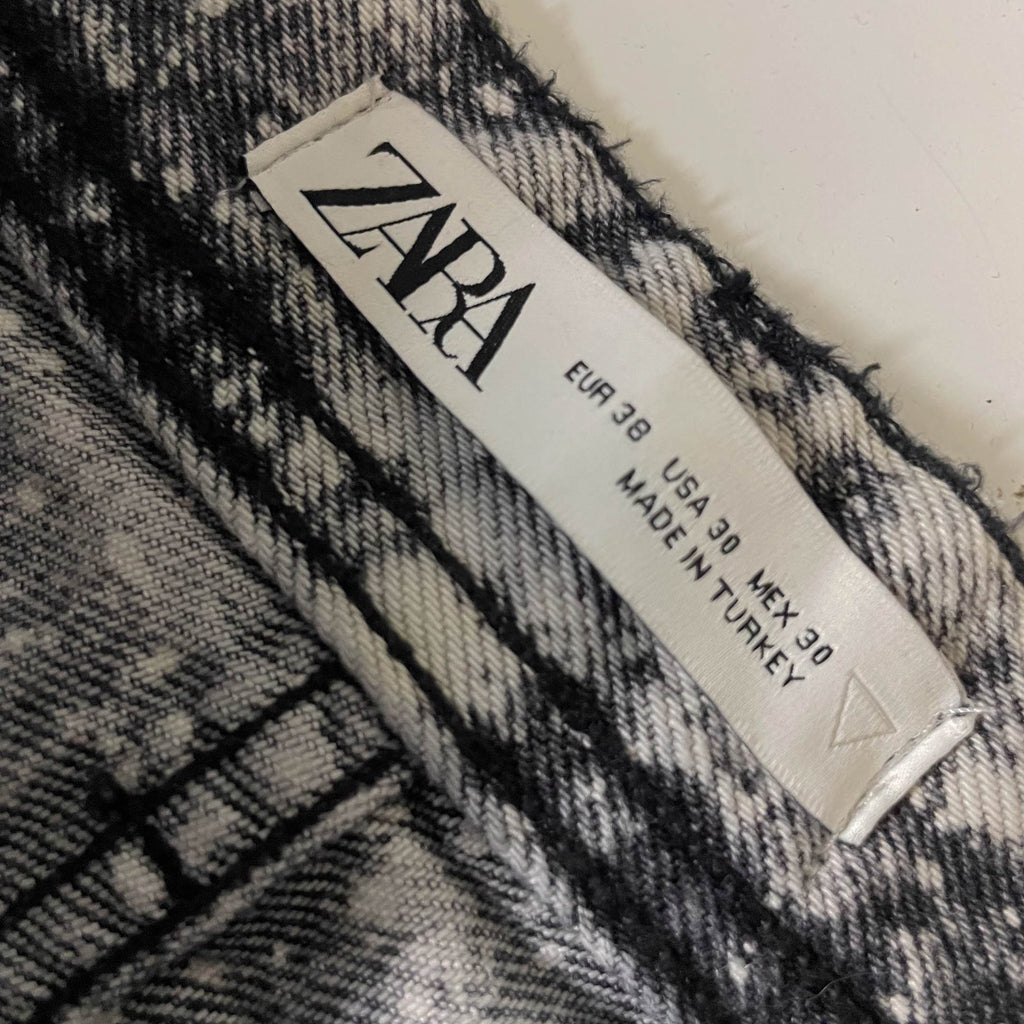 ZARA
EUR 38 USA 30 MEX 30
MADE IN TURKEY